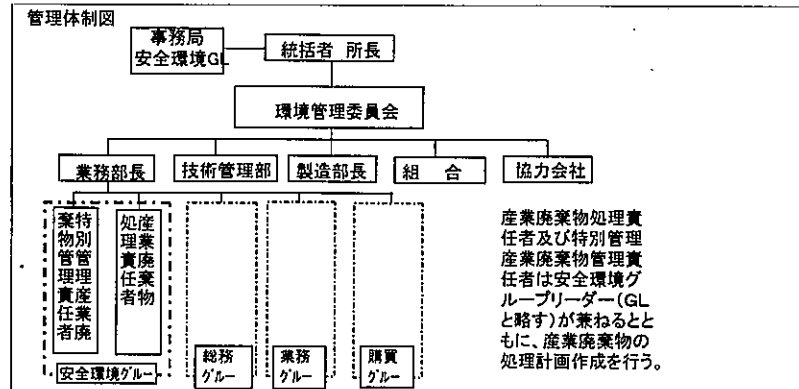 管理体制図
事務局
安全環境GL
統括者 所長
環境管理委員会
業務部長
技術管理部
製造部長
組 合
協力会社
特別管理産業廃
棄物管理責任者
産業廃棄物
処理責任者
安全環境グルー
総務
グルー
業務
グルー
購買
グルー
産業廃棄物処理責
任者及び特別管理
産業廃棄物管理責
任者は安全環境グ
ループリーダー(GL
と略す)が兼ねるとと
もに、産業廃棄物の
処理計画作成を行う。